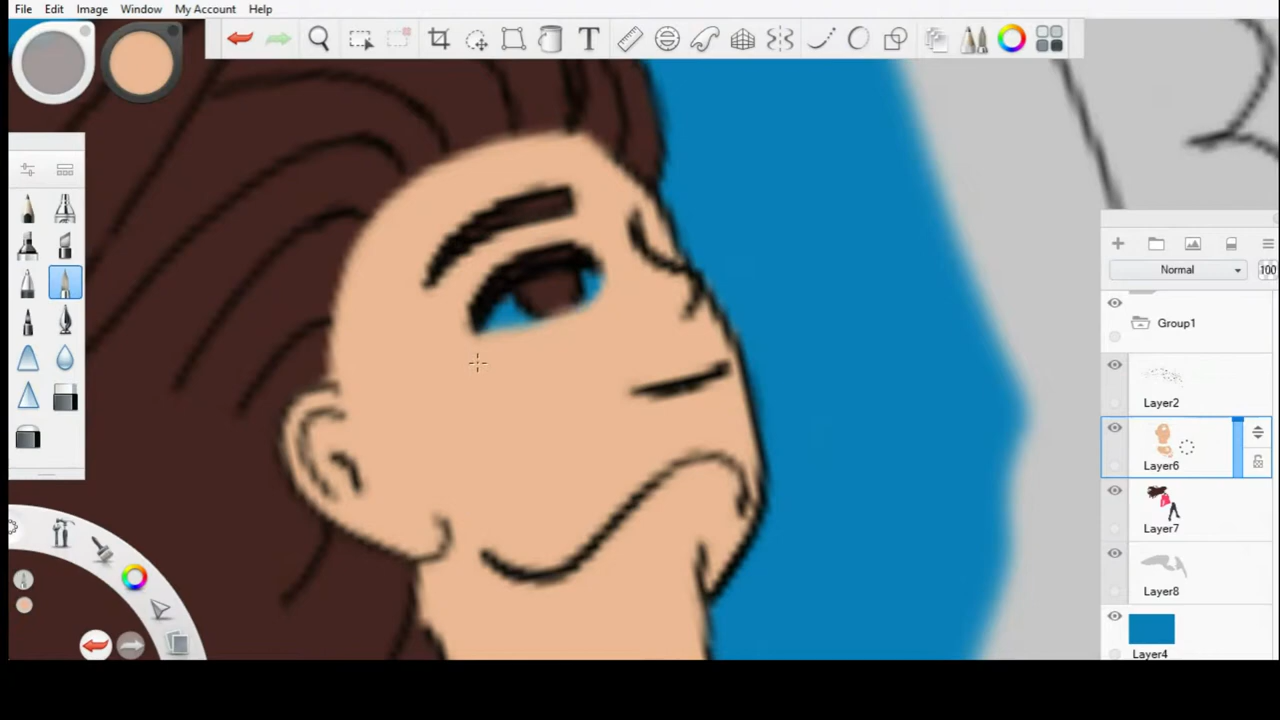 File Edit Image Window My Account Help
T
Normal 100
Group1
Layer2
Layer6
Layer7
Layer8
Layer4